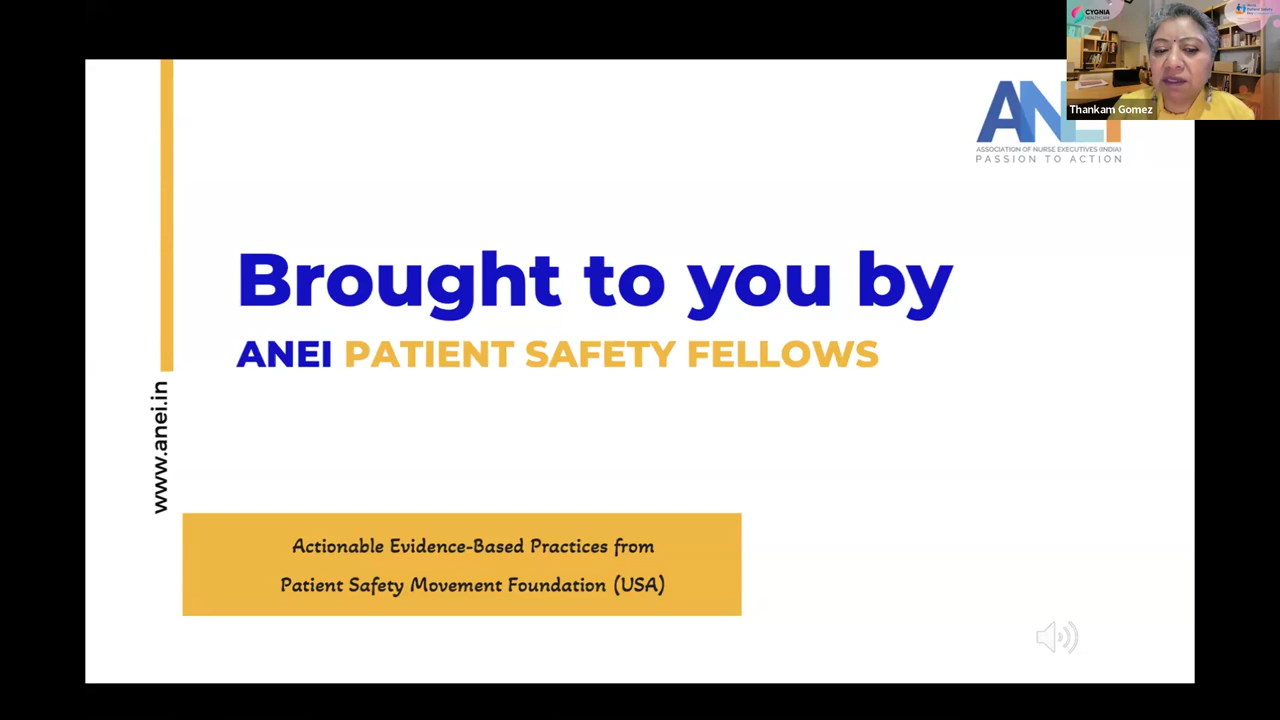 CYGNIA
HEALTHCARE
Thankam Gomez
ASSOCIATION OF NURSE EXECUTIVES (INDIA)
PASSION TO ACTION
Brought to you by
ANEI PATIENT SAFETY FELLOWS
www.anei.in
Actionable Evidence-Based Practices from
Patient Safety Movement Foundation (USA)